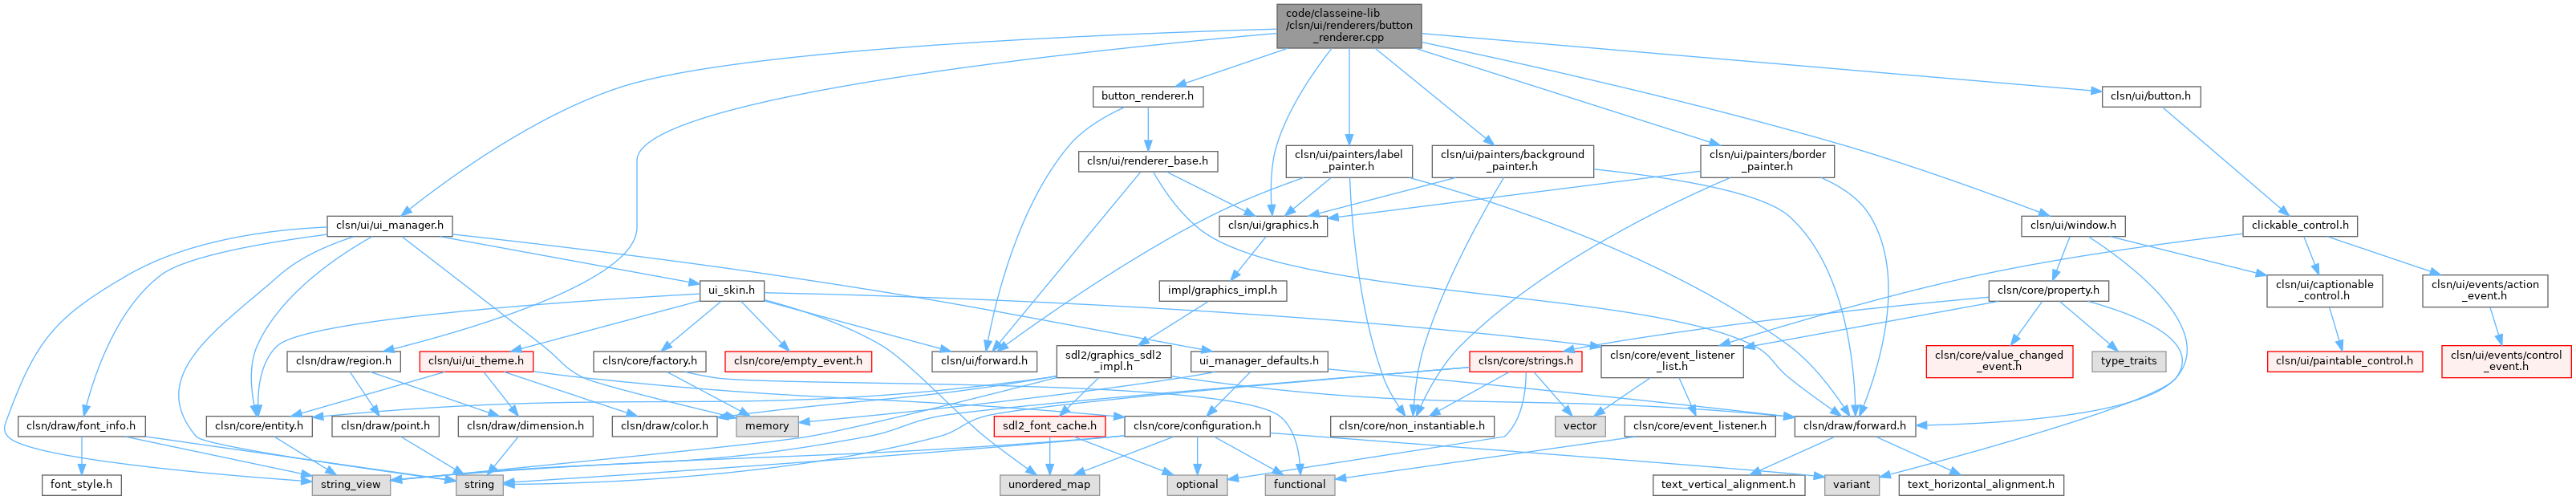 code/classeine-lib
/clsn/ui/renderers/button
_renderer.cpp
button_renderer.h
clsn/ui/button.h
clsn/ui/renderer_base.h
clsn/ui/painters/label
_painter.h
clsn/ui/painters/background
_painter.h
clsn/ui/painters/border
_painter.h
clsn/ui/ui_manager.h
clsn/ui/graphics.h
clsn/ui/window.h
clickable_control.h
ui_skin.h
impl/graphics_impl.h
clsn/core/property.h
clsn/ui/captionable
_control.h
clsn/ui/events/action
_event.h
clsn/draw/region.h
clsn/ui/ui_theme.h
clsn/core/factory.h
clsn/core/empty_event.h
clsn/ui/forward.h
sdl2/graphics_sdl2
_impl.h
ui_manager_defaults.h
clsn/core/strings.h
clsn/core/event_listener
_list.h
clsn/core/value_changed
_event.h
type_traits
clsn/ui/paintable_control.h
clsn/ui/events/control
_event.h
clsn/draw/font_info.h
clsn/core/entity.h
clsn/draw/point.h
clsn/draw/dimension.h
clsn/draw/color.h
memory
sdl2_font_cache.h
clsn/core/configuration.h
clsn/core/non_instantiable.h
vector
clsn/core/event_listener.h
clsn/draw/forward.h
font_style.h
string_view
string
unordered_map
optional
functional
text_vertical_alignment.h
variant
text_horizontal_alignment.h